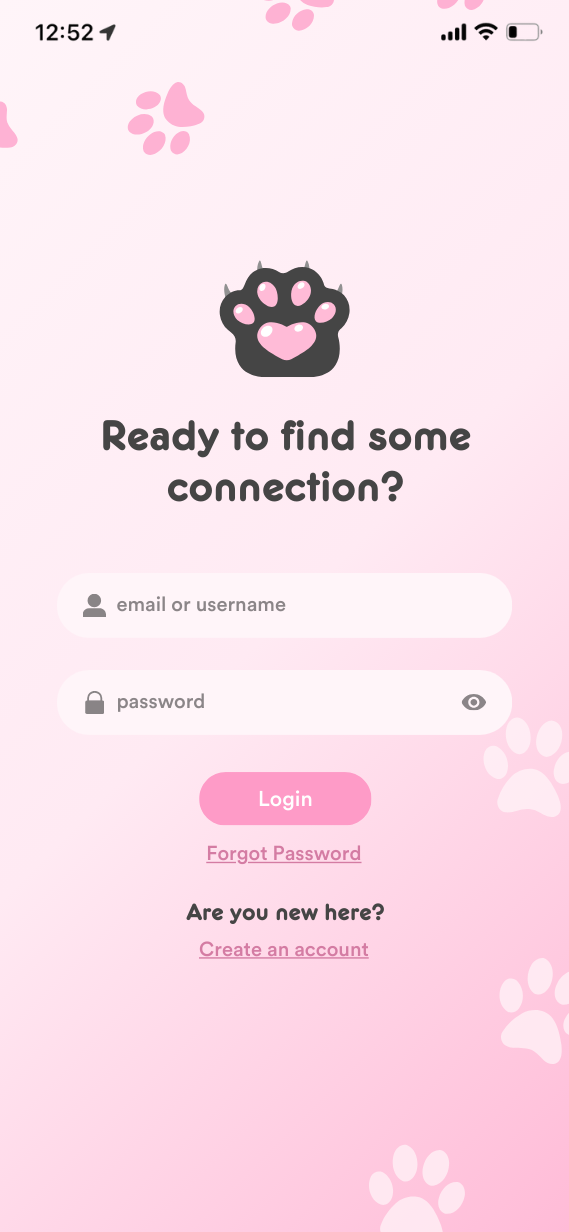 12:52
Ready to find some
connection?
email or username
password
Login
Forgot Password
Are you new here?
Create an account